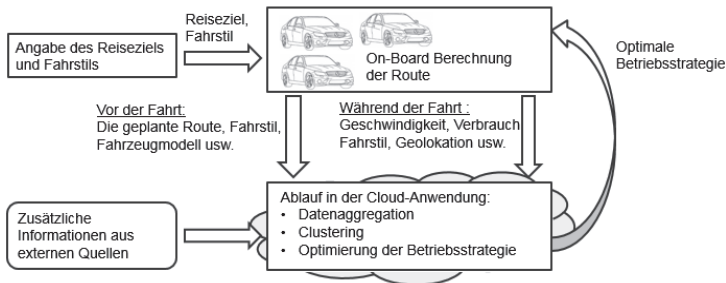 Reiseziel,
Fahrstil
Angabe des Reiseziels
und Fahrstils
On-Board Berechnung
der Route
Optimale
Betriebsstrategie
Vor der Fahrt:
Die geplante Route, Fahrstil,
Fahrzeugmodell usw.
Während der Fahrt :
Geschwindigkeit, Verbrauch
Fahrstil, Geolokation usw.
Zusätzliche
Informationen aus
externen Quellen
Ablauf in der Cloud-Anwendung:
• Datenaggregation
• Clustering
• Optimierung der Betriebsstrategie